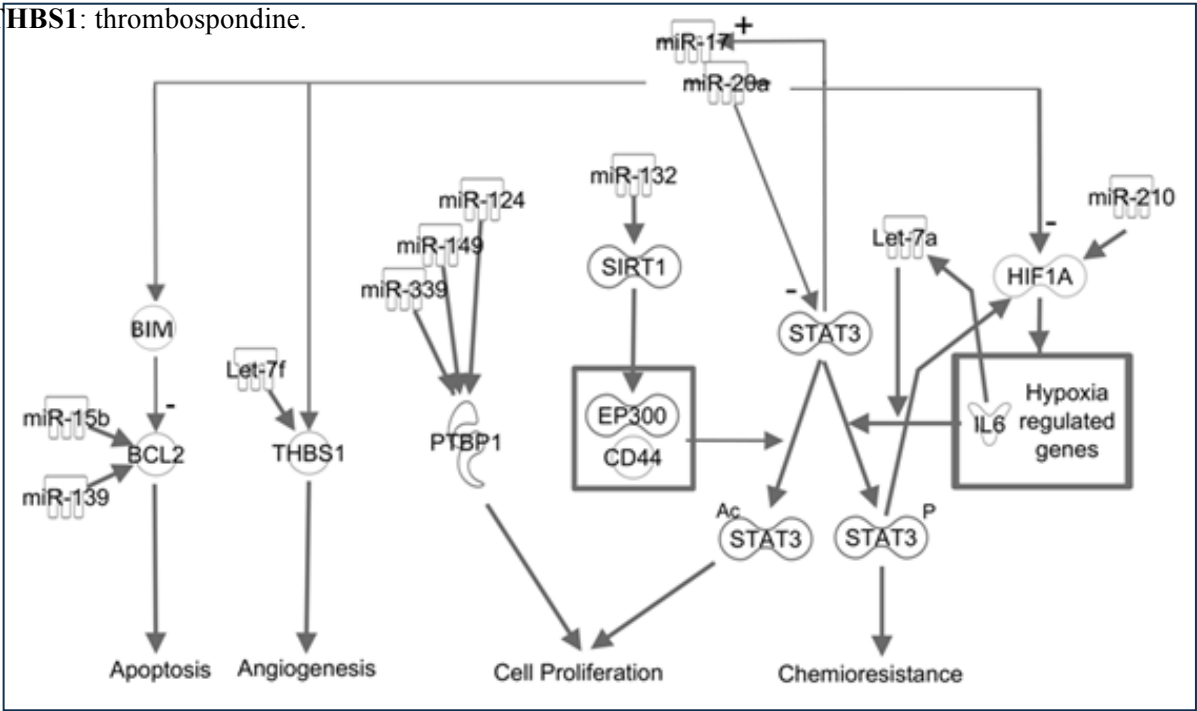 HBS1: thrombospondine.
+
miR-17
miR-20a
miR-132
miR-124
miR-210
miR-149
Let-7a
-
miR-339
SIRT1
HIF1A
-
BIM
STAT3
Let-7f
-
miR-15b
EP300
Hypoxia
regulated
genes
IL6
PTBP1
BCL2
THBS1
CD44
miR-139
Ac
STAT3
P
STAT3
Apoptosis
Angiogenesis
Cell Proliferation
Chemioresistance